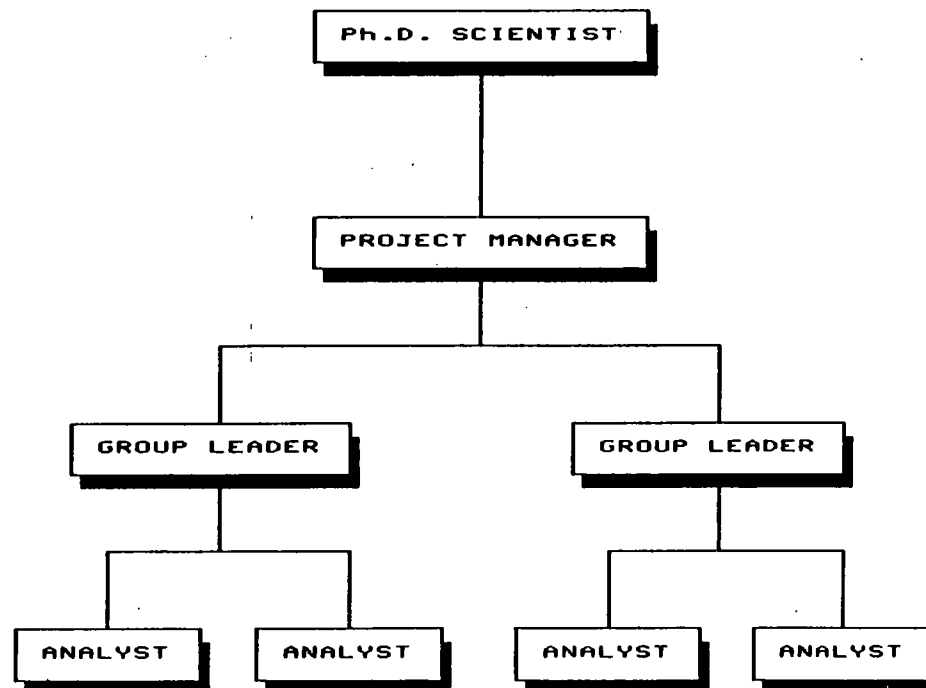 Ph.D. SCIENTIST
PROJECT MANAGER
GROUP LEADER
GROUP LEADER
ANALYST
ANALYST
ANALYST
ANALYST